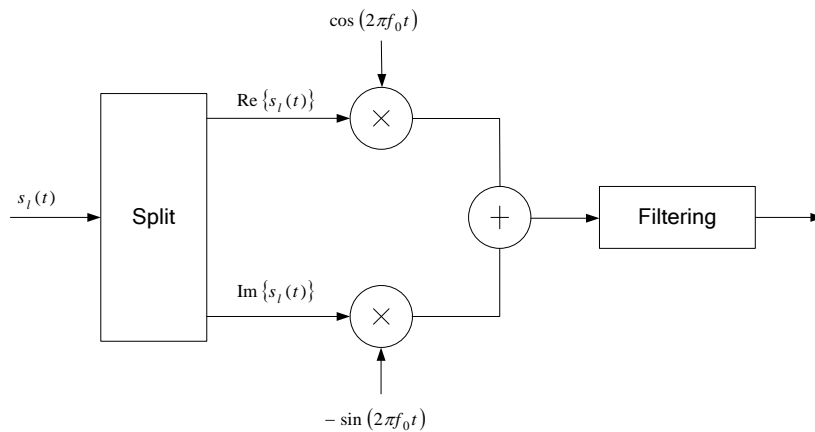 cos (2πf₀t)
Re {sₗ(t)}
×
sₗ(t)
Split
+
Filtering
Im {sₗ(t)}
×
− sin (2πf₀t)